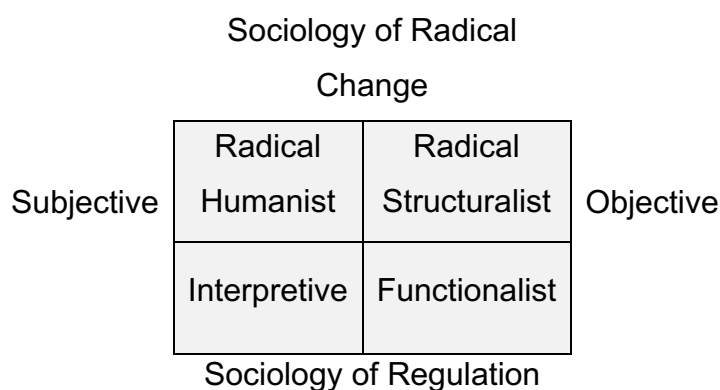 Sociology of Radical
Change
Radical Radical
Subjective Humanist Structuralist Objective
Interpretive Functionalist
Sociology of Regulation